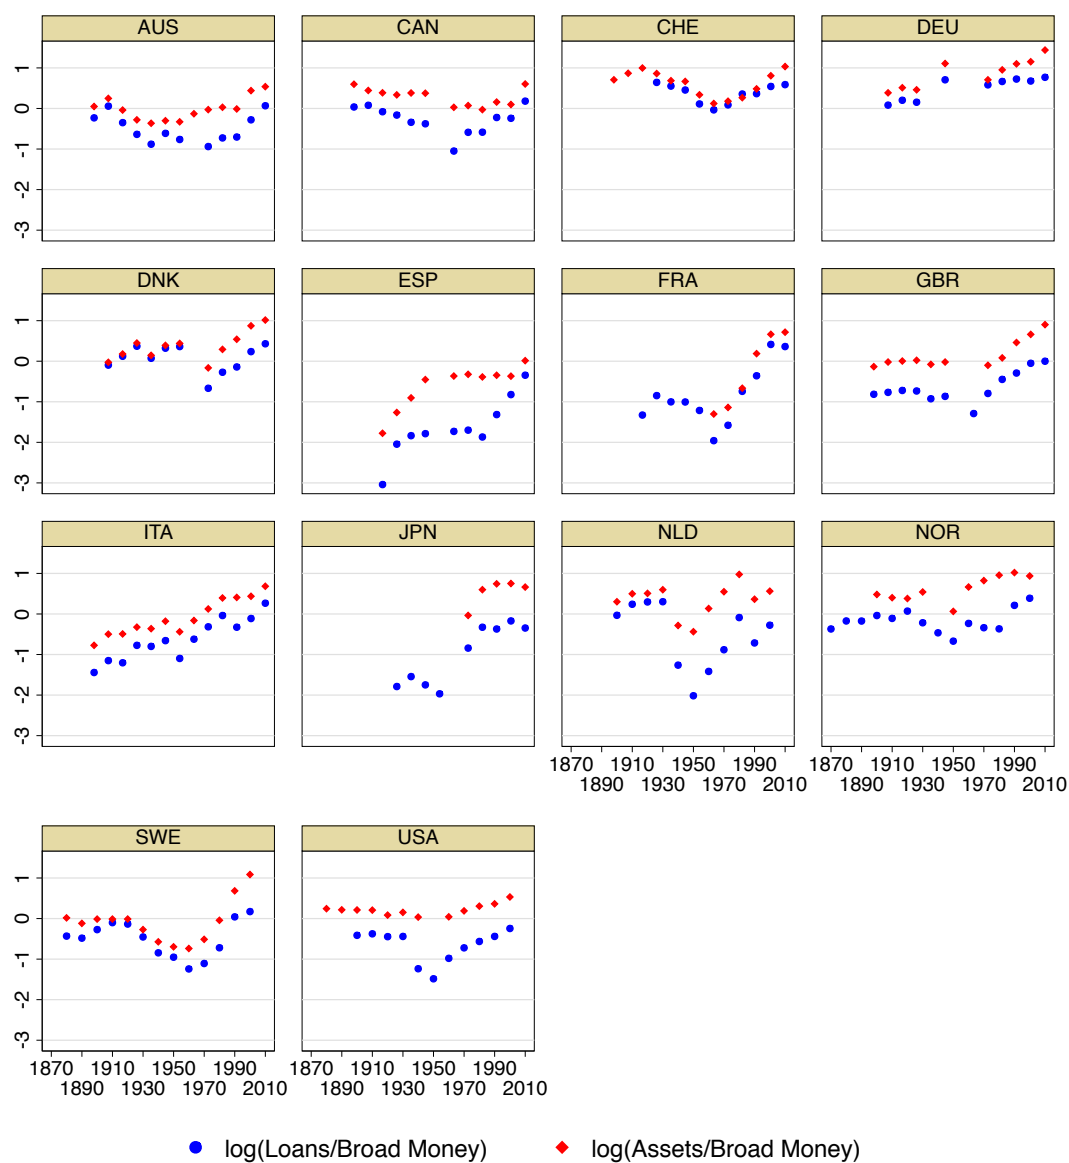 AUS CAN CHE DEU
1
0
-1
-2
-3
DNK ESP FRA GBR
1
0
-1
-2
-3
ITA JPN NLD NOR
1
0
-1
-2
-3
1870 1910 1950 1990 1870 1910 1950 1990
1890 1930 1970 2010 1890 1930 1970 2010
SWE USA
1
0
-1
-2
-3
1870 1910 1950 1990 1870 1910 1950 1990
1890 1930 1970 2010 1890 1930 1970 2010
log(Loans/Broad Money) log(Assets/Broad Money)